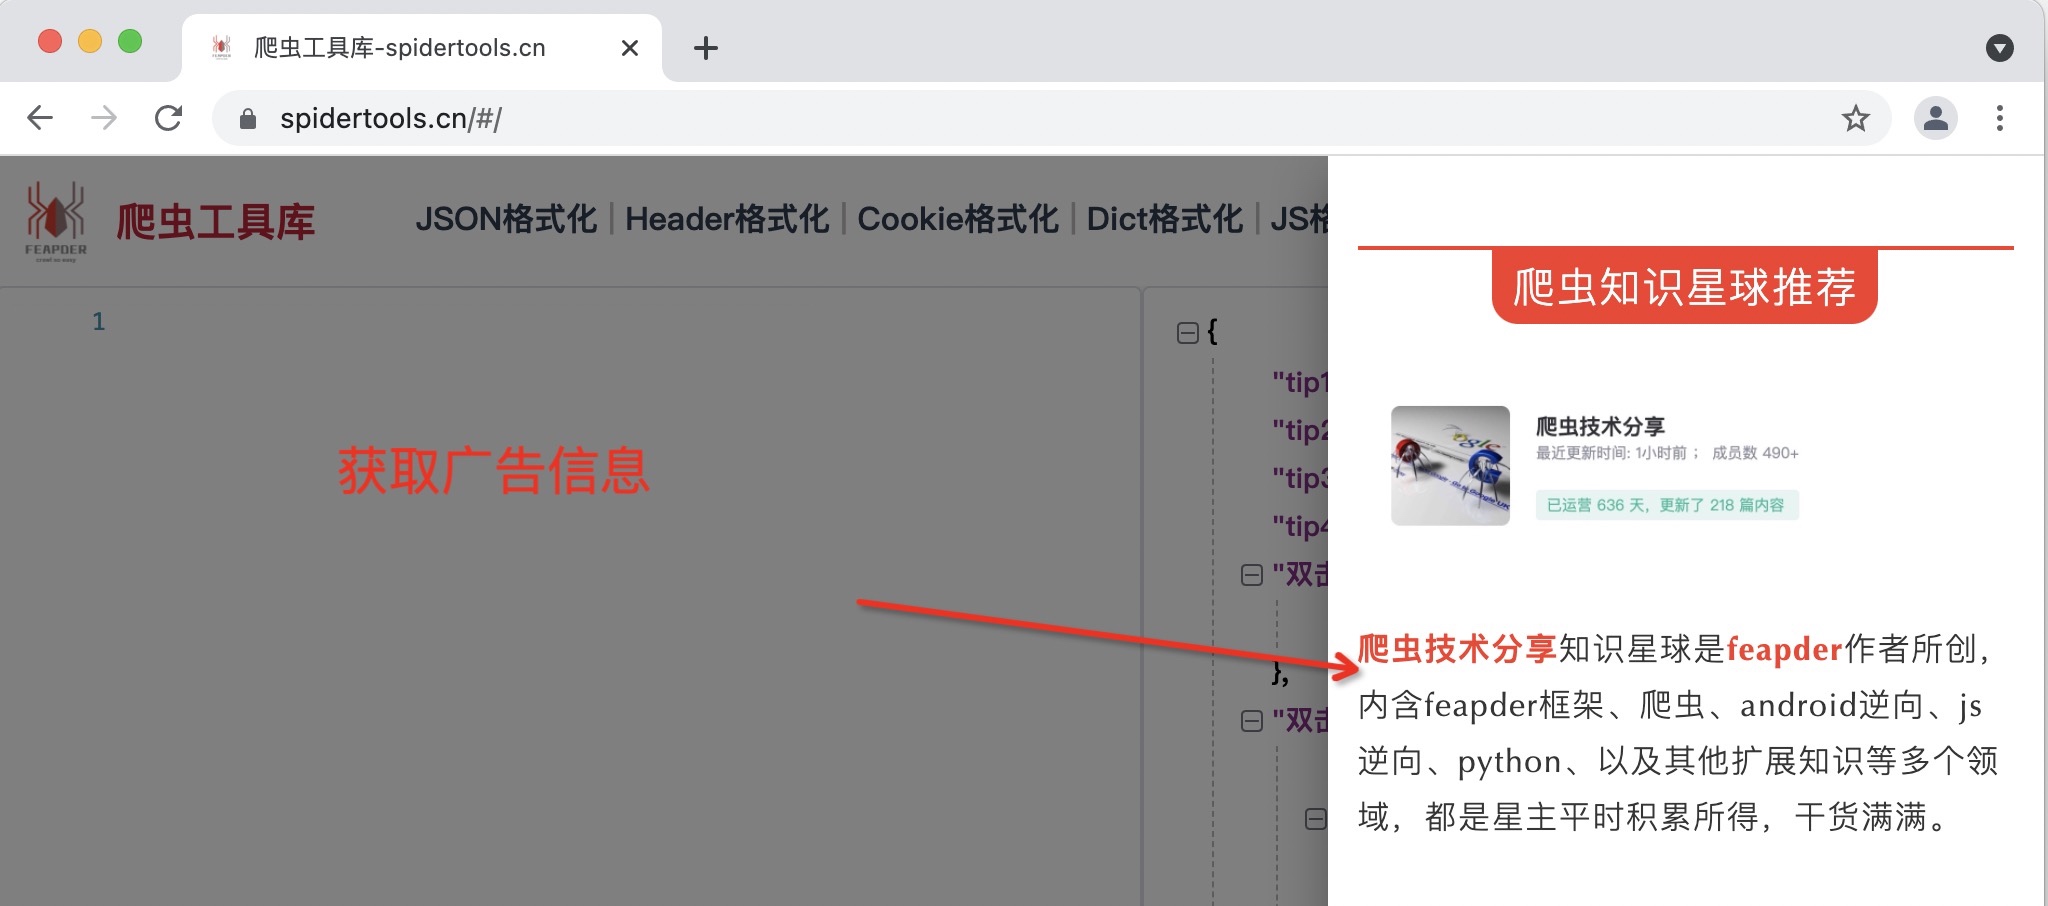 爬虫工具库-spidertools.cn
spidertools.cn/#/
FEAPDER
crawl so easy
爬虫工具库
JSON格式化 | Header格式化 | Cookie格式化 | Dict格式化 | JS格
1
{
"tip1
"tip2
"tip3
"tip4
"双击
},
"双击
获取广告信息
爬虫知识星球推荐
爬虫技术分享
最近更新时间: 1小时前 ； 成员数 490+
已运营 636 天，更新了 218 篇内容
爬虫技术分享知识星球是feapder作者所创，
内含feapder框架、爬虫、android逆向、js
逆向、python、以及其他扩展知识等多个领
域，都是星主平时积累所得，干货满满。